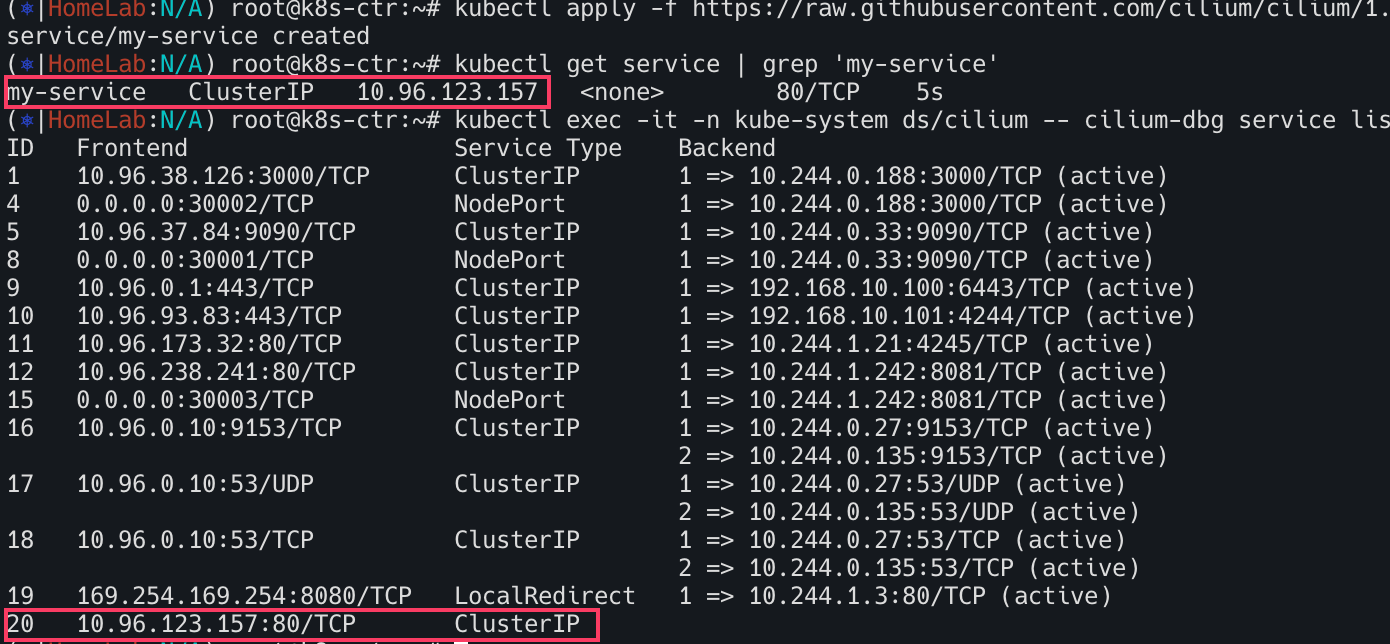 (⎈|HomeLab:N/A) root@k8s-ctr:~# kubectl apply -f https://raw.githubusercontent.com/cilium/cilium/1.
service/my-service created
(⎈|HomeLab:N/A) root@k8s-ctr:~# kubectl get service | grep 'my-service'
my-service   ClusterIP   10.96.123.157   <none>        80/TCP    5s
(⎈|HomeLab:N/A) root@k8s-ctr:~# kubectl exec -it -n kube-system ds/cilium -- cilium-dbg service lis
ID   Frontend                   Service Type    Backend
1    10.96.38.126:3000/TCP      ClusterIP       1 => 10.244.0.188:3000/TCP (active)
4    0.0.0.0:30002/TCP          NodePort        1 => 10.244.0.188:3000/TCP (active)
5    10.96.37.84:9090/TCP       ClusterIP       1 => 10.244.0.33:9090/TCP (active)
8    0.0.0.0:30001/TCP          NodePort        1 => 10.244.0.33:9090/TCP (active)
9    10.96.0.1:443/TCP          ClusterIP       1 => 192.168.10.100:6443/TCP (active)
10   10.96.93.83:443/TCP        ClusterIP       1 => 192.168.10.101:4244/TCP (active)
11   10.96.173.32:80/TCP        ClusterIP       1 => 10.244.1.21:4245/TCP (active)
12   10.96.238.241:80/TCP       ClusterIP       1 => 10.244.1.242:8081/TCP (active)
15   0.0.0.0:30003/TCP          NodePort        1 => 10.244.1.242:8081/TCP (active)
16   10.96.0.10:9153/TCP        ClusterIP       1 => 10.244.0.27:9153/TCP (active)
                                                2 => 10.244.0.135:9153/TCP (active)
17   10.96.0.10:53/UDP          ClusterIP       1 => 10.244.0.27:53/UDP (active)
                                                2 => 10.244.0.135:53/UDP (active)
18   10.96.0.10:53/TCP          ClusterIP       1 => 10.244.0.27:53/TCP (active)
                                                2 => 10.244.0.135:53/TCP (active)
19   169.254.169.254:8080/TCP   LocalRedirect   1 => 10.244.1.3:80/TCP (active)
20   10.96.123.157:80/TCP       ClusterIP